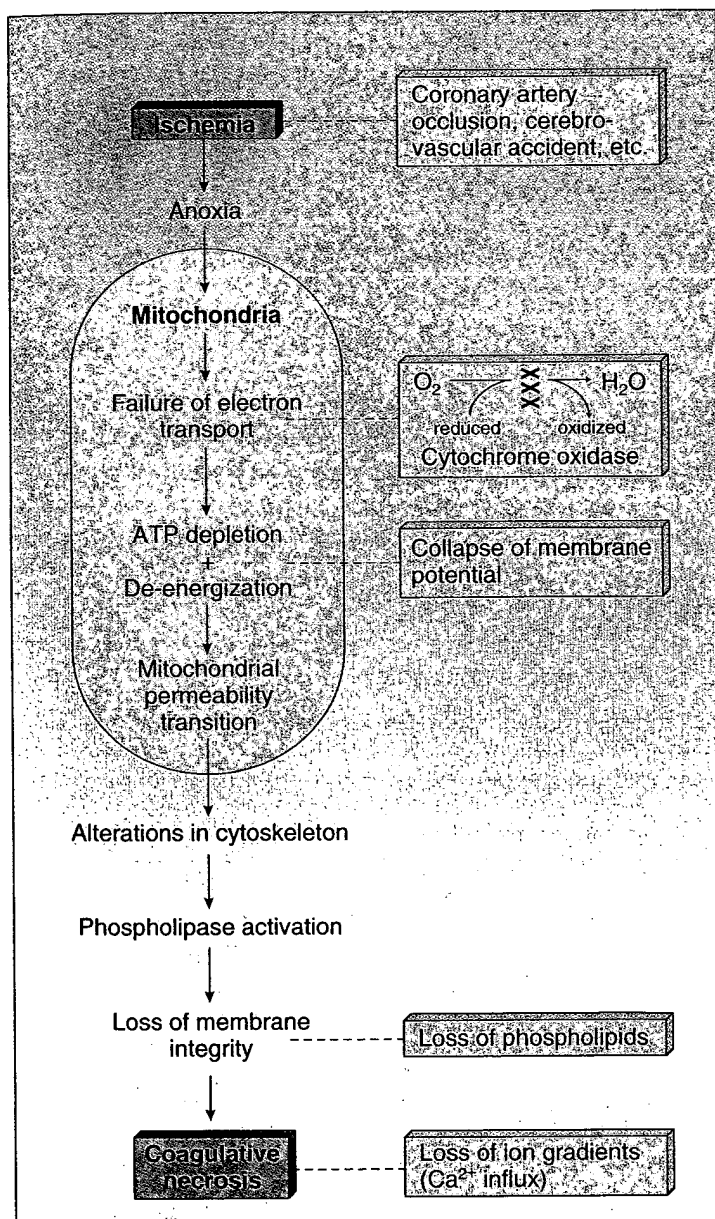 Ischemia
Coronary artery
occlusion, cerebro-
vascular accident, etc.
Anoxia
Mitochondria
Failure of electron
transport
O₂ XXX H₂O
reduced oxidized
Cytochrome oxidase
ATP depletion
+
De-energization
Collapse of membrane
potential
Mitochondrial
permeability
transition
Alterations in cytoskeleton
Phospholipase activation
Loss of membrane
integrity
Loss of phospholipids
Coagulative
necrosis
Loss of ion gradients
(Ca²⁺ influx)